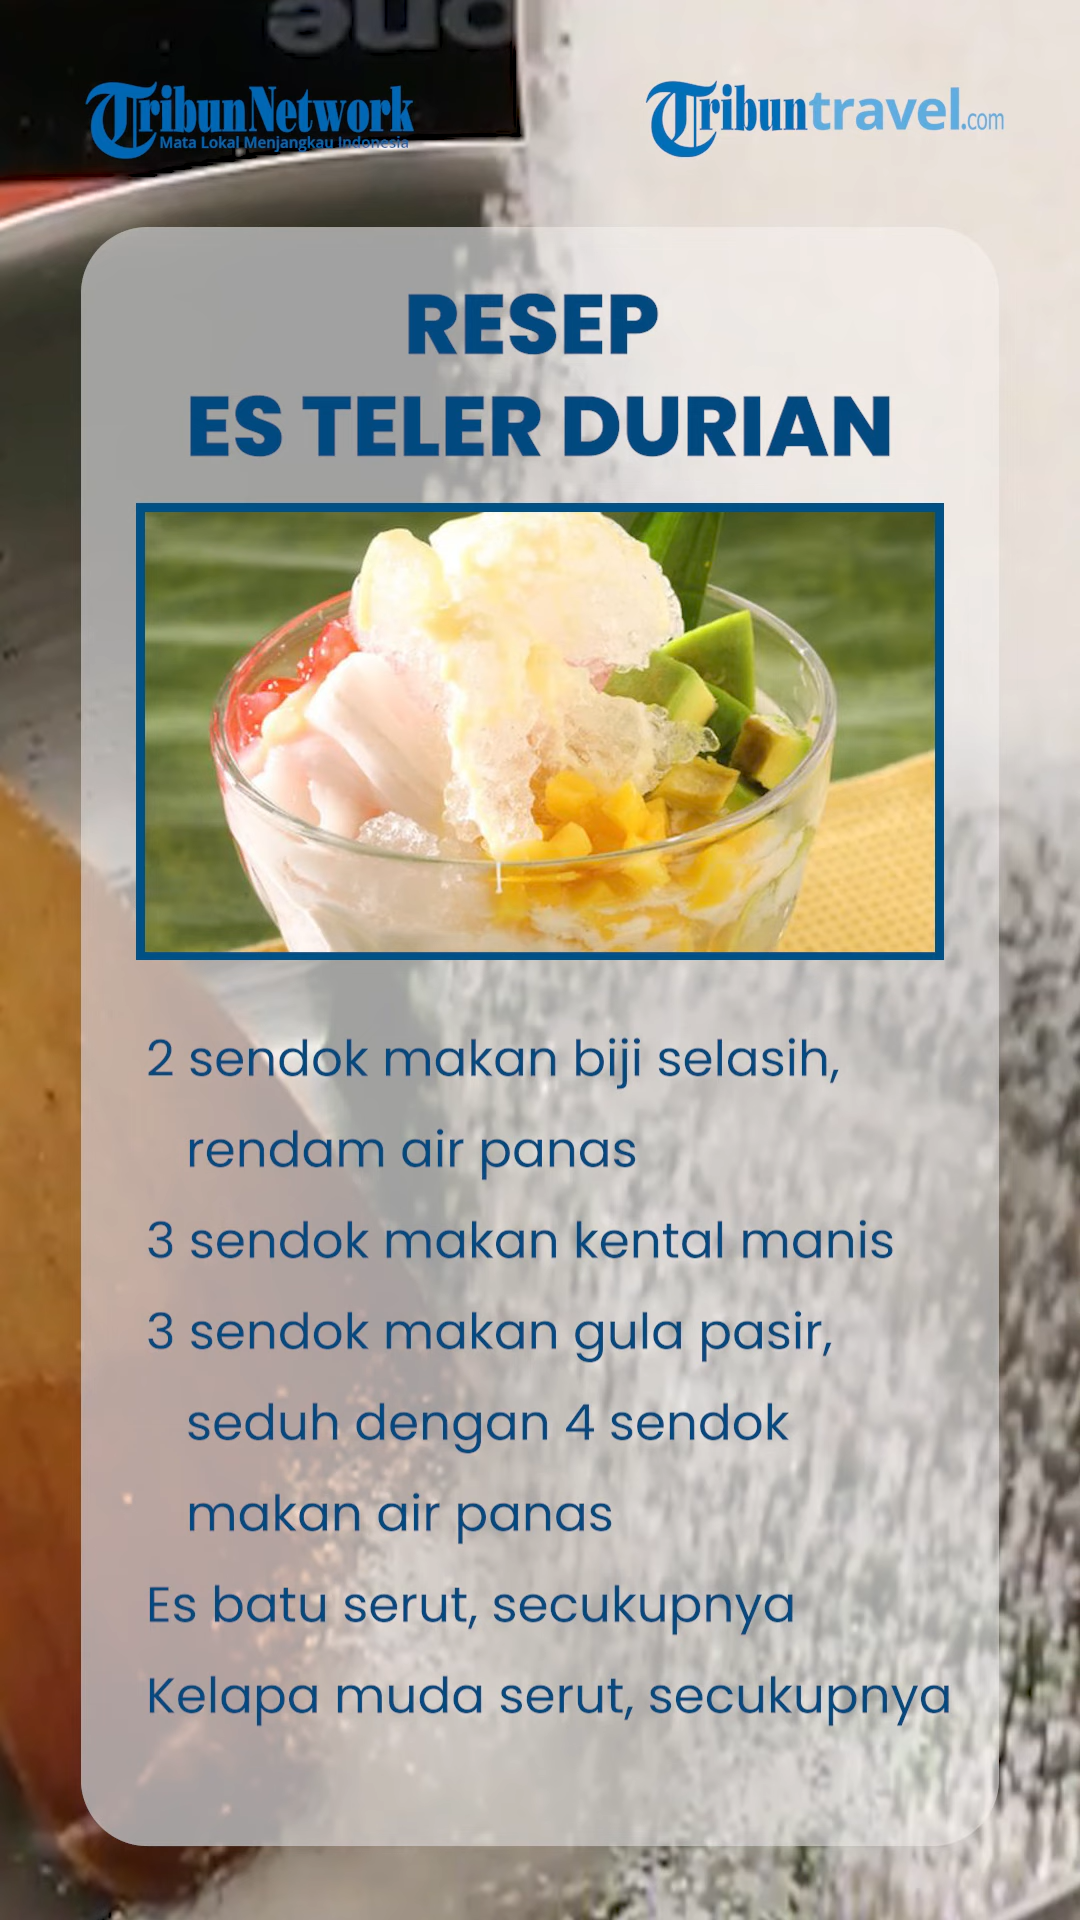 one
TribunNetwork
Mata Lokal Menjangkau Indonesia
Tribuntravel.com
RESEP
ES TELER DURIAN
2 sendok makan biji selasih,
rendam air panas
3 sendok makan kental manis
3 sendok makan gula pasir,
seduh dengan 4 sendok
makan air panas
Es batu serut, secukupnya
Kelapa muda serut, secukupnya